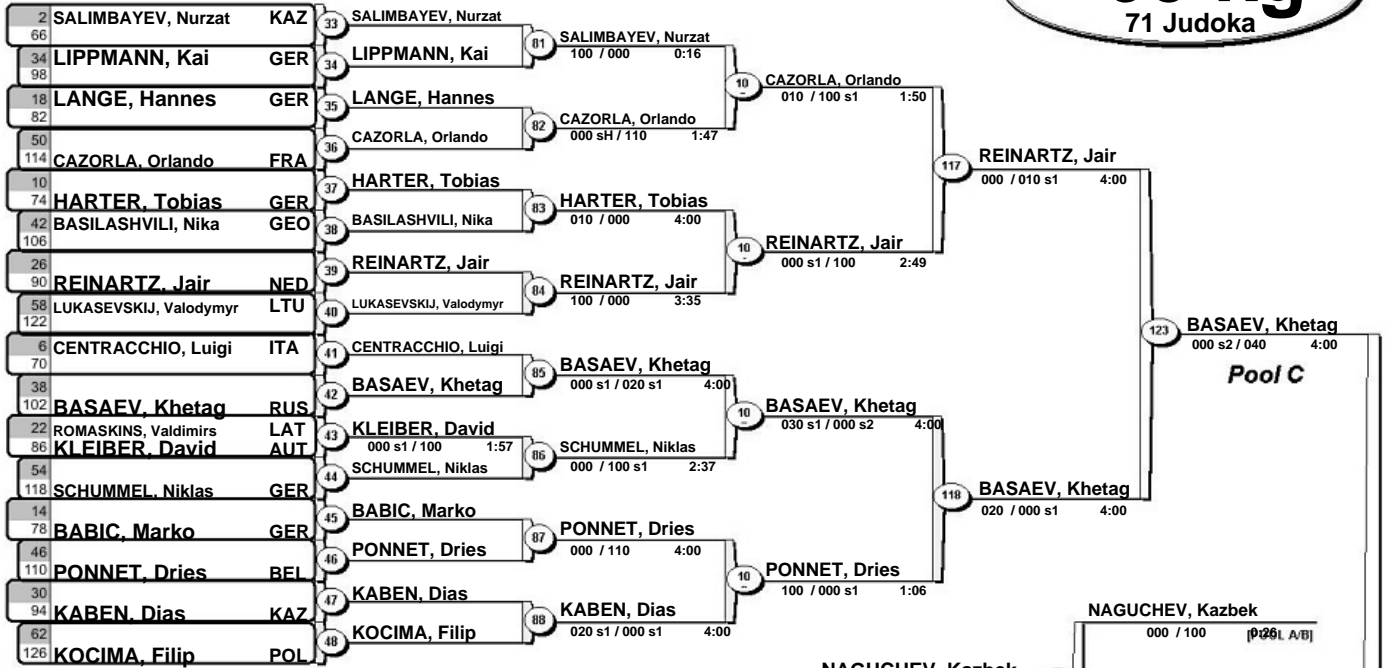 71 Judoka
2 SALIMBAYEV, Nurzat KAZ
66
34 LIPPMANN, Kai GER
98
18 LANGE, Hannes GER
82
50
114 CAZORLA, Orlando FRA
10
74 HARTER, Tobias GER
42 BASILASHVILI, Nika GEO
106
26
90 REINARTZ, Jair NED
58 LUKASEVSKIJ, Valodymyr LTU
122
6 CENTRACCHIO, Luigi ITA
70
38
102 BASAEV, Khetag RUS
22 ROMASKINS, Valdimirs LAT
86 KLEIBER, David AUT
54
118 SCHUMMEL, Niklas GER
14
78 BABIC, Marko GER
46
110 PONNET, Dries BEL
30
94 KABEN, Dias KAZ
62
126 KOCIMA, Filip POL
33 SALIMBAYEV, Nurzat
34 LIPPMANN, Kai
35 LANGE, Hannes
36 CAZORLA, Orlando
37 HARTER, Tobias
38 BASILASHVILI, Nika
39 REINARTZ, Jair
40 LUKASEVSKIJ, Valodymyr
41 CENTRACCHIO, Luigi
42 BASAEV, Khetag
43 KLEIBER, David
000 s1 / 100 1:57
44 SCHUMMEL, Niklas
45 BABIC, Marko
46 PONNET, Dries
47 KABEN, Dias
48 KOCIMA, Filip
81 SALIMBAYEV, Nurzat
100 / 000 0:16
82 CAZORLA, Orlando
000 sH / 110 1:47
83 HARTER, Tobias
010 / 000 4:00
84 REINARTZ, Jair
100 / 000 3:35
85 BASAEV, Khetag
000 s1 / 020 s1 4:00
86 SCHUMMEL, Niklas
000 / 100 s1 2:37
87 PONNET, Dries
000 / 110 4:00
88 KABEN, Dias
020 s1 / 000 s1 4:00
10 CAZORLA, Orlando
010 / 100 s1 1:50
10 REINARTZ, Jair
000 s1 / 100 2:49
10 BASAEV, Khetag
030 s1 / 000 s2 4:00
10 PONNET, Dries
100 / 000 s1 1:06
117 REINARTZ, Jair
000 / 010 s1 4:00
118 BASAEV, Khetag
020 / 000 s1 4:00
123 BASAEV, Khetag
000 s2 / 040 4:00
Pool C
NAGUCHEV, Kazbek
000 / 100 0:26
A/B]
NAGUCHEV, Kazbek